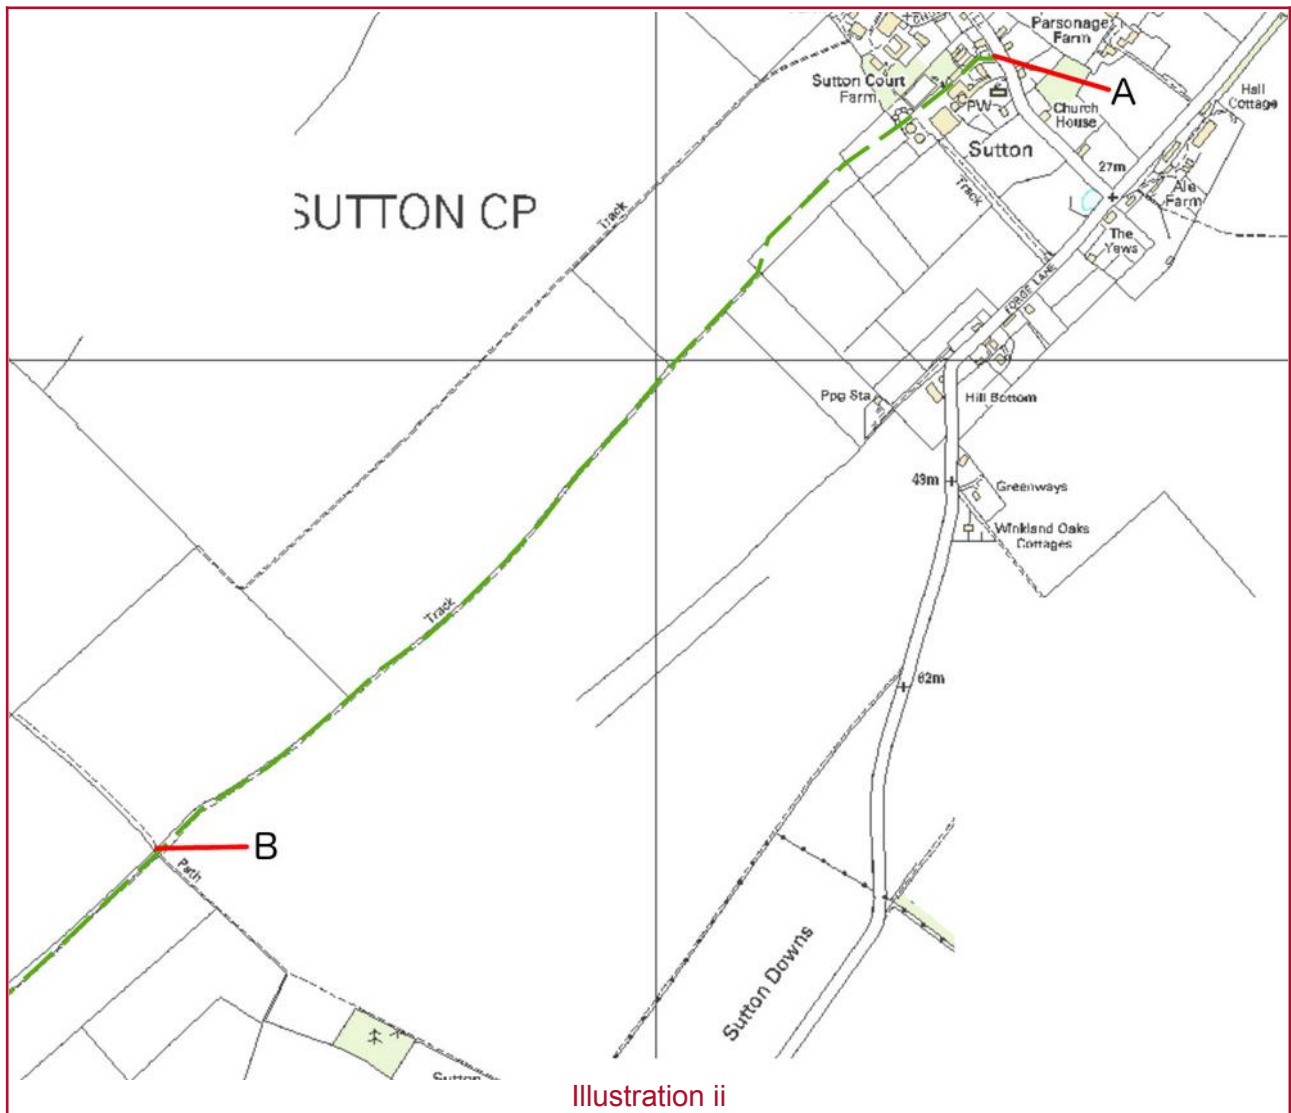 Parsonage
Farm
A
Sutton Court
Farm
PW
Church
House
Hall
Cottage
Sutton
27m
Track
Ale
Farm
The
Yews
SUTTON CP
Track
FORGE LANE
Ppg Sta
Hill Bottom
49m
Greenways
Winkland Oaks
Cottages
Track
62m
B
Path
Sutton Downs
Sutton
Illustration ii